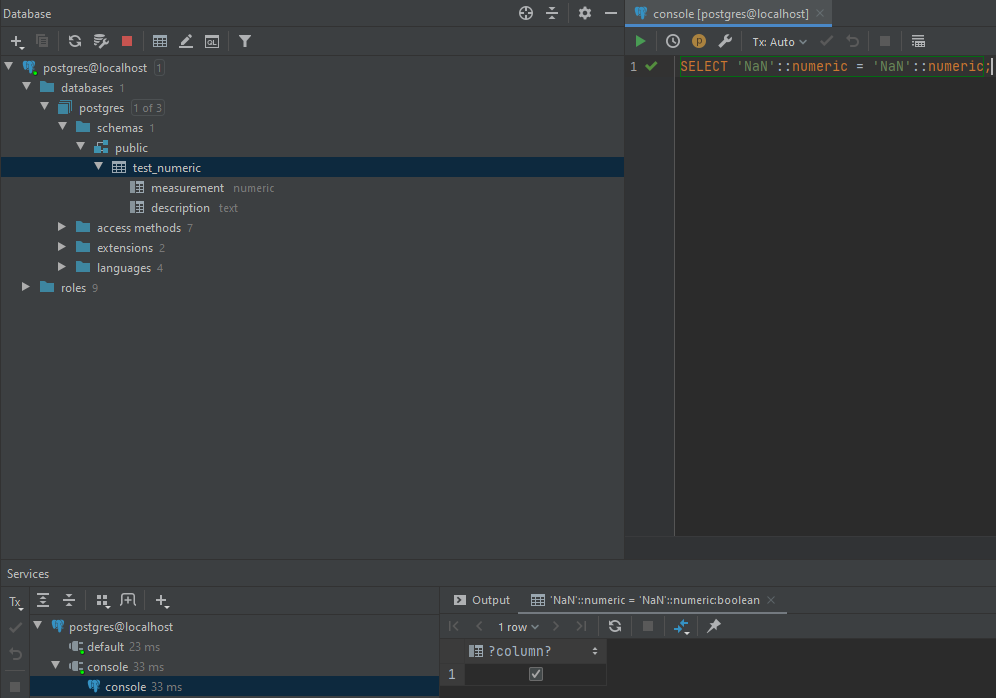 Database
postgres@localhost 1
databases 1
postgres 1 of 3
schemas 1
public
test_numeric
measurement numeric
description text
access methods 7
extensions 2
languages 4
roles 9
console [postgres@localhost]
Tx: Auto
1 SELECT 'NaN'::numeric = 'NaN'::numeric;
Services
Tx
postgres@localhost
default 23 ms
console 33 ms
console 33 ms
Output 'NaN'::numeric = 'NaN'::numeric:boolean
1 row
?column?
1